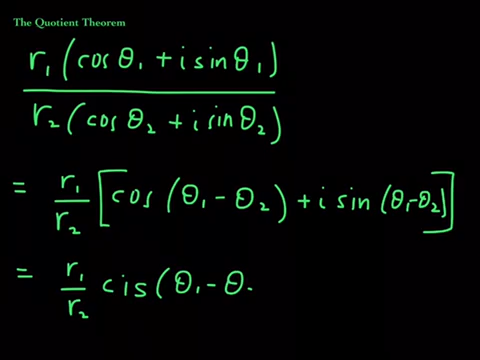 The Quotient Theorem
r₁(cos θ₁ + i sin θ₁)
r₂(cos θ₂ + i sin θ₂)
= r₁/r₂ [cos (θ₁ - θ₂) + i sin (θ₁-θ₂)]
= r₁/r₂ cis (θ₁ - θ